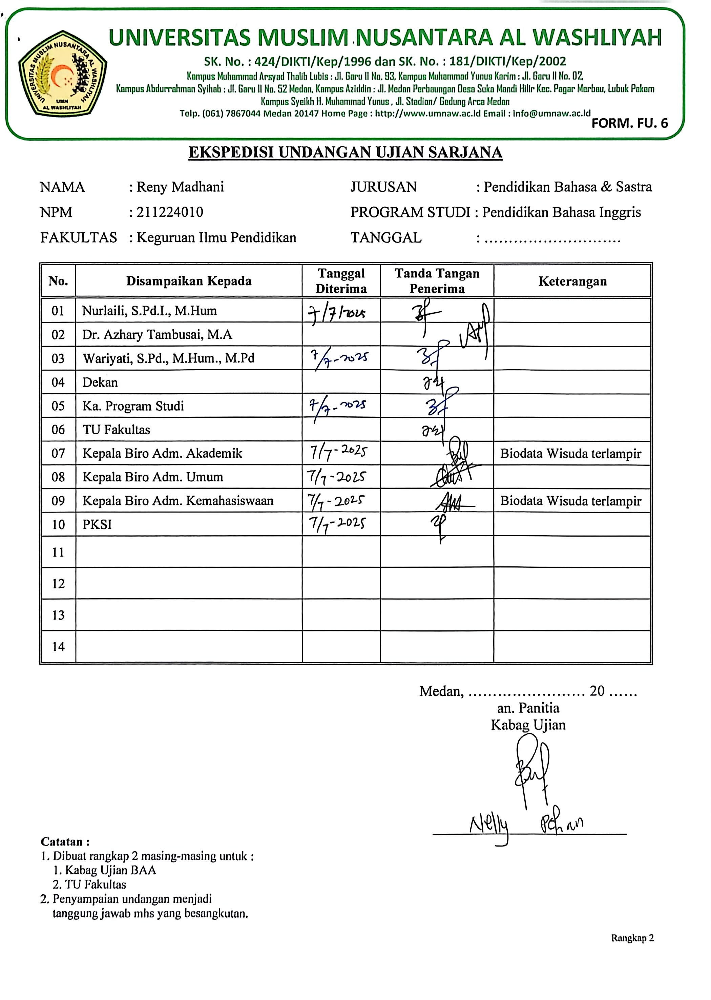 UNIVERSITAS MUSLIM NUSANTARA AL WASHLIYAH
UMN
AL WASHLIYAH
UNIVERSITAS MUSLIM NUSANTARA AL WASHLIYAH
SK. No. : 424/DIKTI/Kep/1996 dan SK. No. : 181/DIKTI/Kep/2002
Kampus Muhammad Arsyad Thalib Lubis : Jl. Garu II No. 93, Kampus Muhammad Yunus Karim : Jl. Garu II No. 02,
Kampus Abdurrahman Syihab : Jl. Garu II No. 52 Medan, Kampus Aziddin : Jl. Medan Perbaungan Desa Suka Mandi Hilir Kec. Pagar Merbau, Lubuk Pakam
Kampus Syeikh H. Muhammad Yunus , Jl. Stadion/ Gedung Arca Medan
Telp. (061) 7867044 Medan 20147 Home Page : http://www.umnaw.ac.id Email : info@umnaw.ac.id
FORM. FU. 6
EKSPEDISI UNDANGAN UJIAN SARJANA
NAMA : Reny Madhani JURUSAN : Pendidikan Bahasa & Sastra
NPM : 211224010 PROGRAM STUDI : Pendidikan Bahasa Inggris
FAKULTAS : Keguruan Ilmu Pendidikan TANGGAL : ............................
No. Disampaikan Kepada Tanggal Diterima Tanda Tangan Penerima Keterangan
01 Nurlaili, S.Pd.I., M.Hum 7/7/2025
02 Dr. Azhary Tambusai, M.A
03 Wariyati, S.Pd., M.Hum., M.Pd 7/7-2025
04 Dekan
05 Ka. Program Studi 7/7-2025
06 TU Fakultas
07 Kepala Biro Adm. Akademik 7/7-2025 Biodata Wisuda terlampir
08 Kepala Biro Adm. Umum 7/7-2025
09 Kepala Biro Adm. Kemahasiswaan 7/7-2025 Biodata Wisuda terlampir
10 PKSI 7/7-2025
11
12
13
14
Medan, ........................ 20 ......
an. Panitia
Kabag Ujian
Nelly
Catatan :
1. Dibuat rangkap 2 masing-masing untuk :
1. Kabag Ujian BAA
2. TU Fakultas
2. Penyampaian undangan menjadi
tanggung jawab mhs yang besangkutan.
Rangkap 2